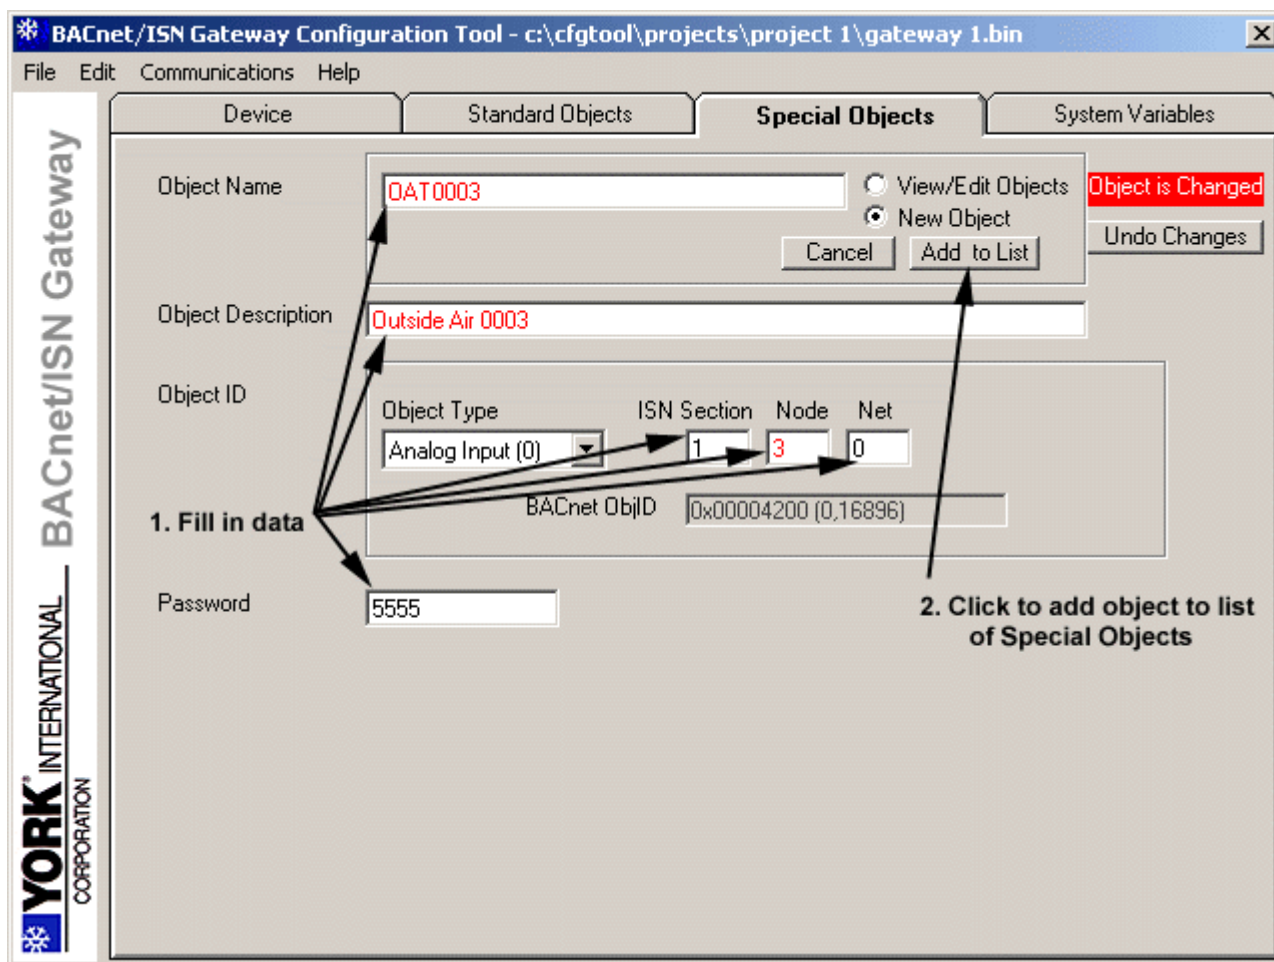 BACnet/ISN Gateway Configuration Tool - c:\cfgtool\projects\project 1\gateway 1.bin
File Edit Communications Help
Device Standard Objects Special Objects System Variables
Object Name
OAT0003
View/Edit Objects
New Object
Object is Changed
Cancel Add to List
Undo Changes
Object Description
Outside Air 0003
Object ID
Object Type ISN Section Node Net
Analog Input (0) 1 3 0
BACnet ObjID 0x00004200 (0,16896)
1. Fill in data
Password
5555
2. Click to add object to list
of Special Objects
BACnet/ISN Gateway
YORK® INTERNATIONAL
CORPORATION